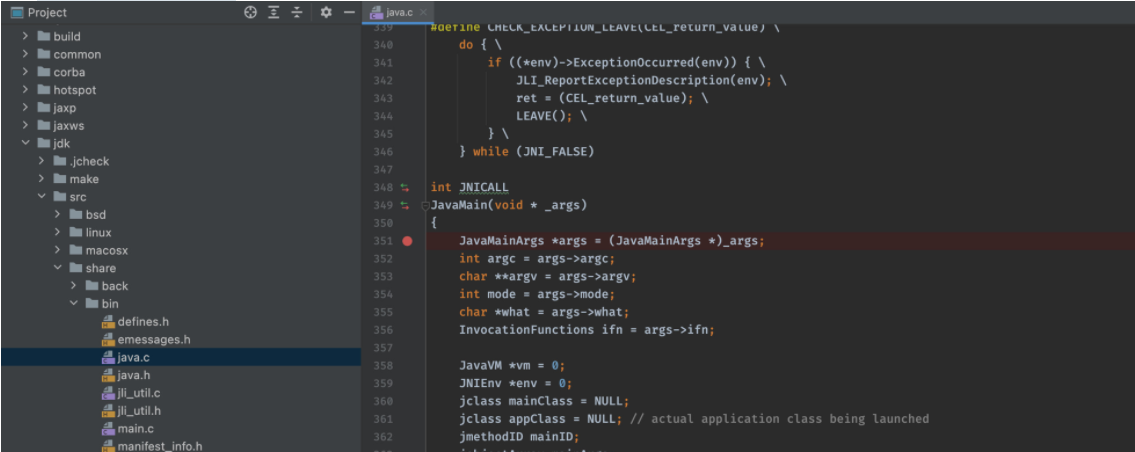 Project
build
common
corba
hotspot
jaxp
jaxws
jdk
.jcheck
make
src
bsd
linux
macosx
share
back
bin
defines.h
emessages.h
java.c
java.h
jli_util.c
jli_util.h
main.c
manifest_info.h
java.c
339 #define CHECK_EXCEPTION_LEAVE(CEL_return_value) \
340 do { \
341 if ((*env)->ExceptionOccurred(env)) { \
342 JLI_ReportExceptionDescription(env); \
343 ret = (CEL_return_value); \
344 LEAVE(); \
345 } \
346 } while (JNI_FALSE)
347
348 int JNICALL
349 JavaMain(void * _args)
350 {
351 JavaMainArgs *args = (JavaMainArgs *)_args;
352 int argc = args->argc;
353 char **argv = args->argv;
354 int mode = args->mode;
355 char *what = args->what;
356 InvocationFunctions ifn = args->ifn;
357
358 JavaVM *vm = 0;
359 JNIEnv *env = 0;
360 jclass mainClass = NULL;
361 jclass appClass = NULL; // actual application class being launched
362 jmethodID mainID;